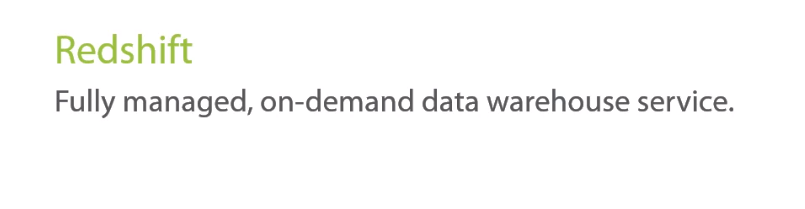 Redshift
Fully managed, on-demand data warehouse service.